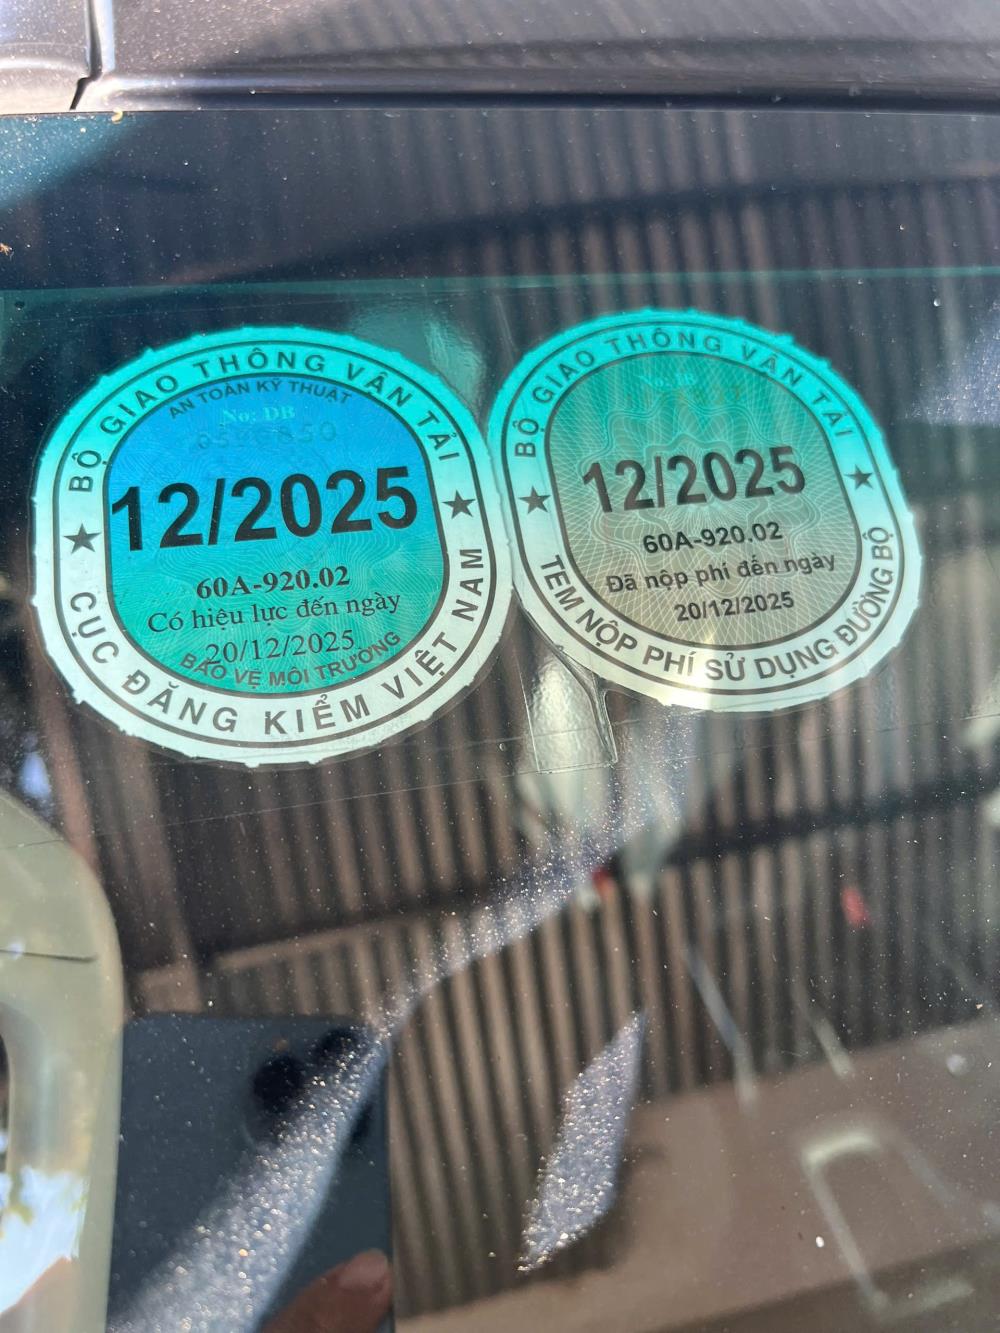 BỘ GIAO THÔNG VẬN TẢI
AN TOÀN KỸ THUẬT
No: DB
12/2025
60A-920.02
Có hiệu lực đến ngày
20/12/2025
BẢO VỆ MÔI TRƯỜNG
★ CỤC ĐĂNG KIỂM VIỆT NAM ★
BỘ GIAO THÔNG VẬN TẢI
12/2025
60A-920.02
Đã nộp phí đến ngày
20/12/2025
★ TEM NỘP PHÍ SỬ DỤNG ĐƯỜNG BỘ ★